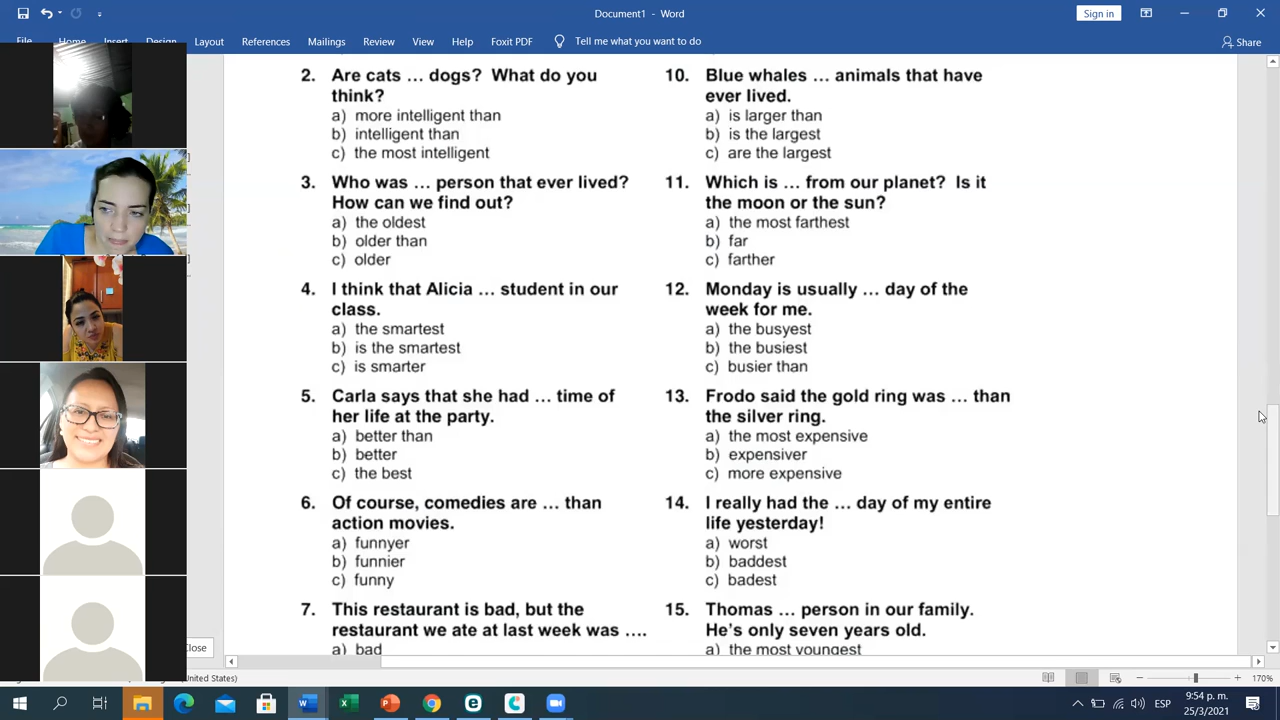 Document1 - Word
Sign in
File
Home
Insert
Design
Layout
References
Mailings
Review
View
Help
Foxit PDF
Tell me what you want to do
Share
2. Are cats … dogs? What do you
think?
a) more intelligent than
b) intelligent than
c) the most intelligent
3. Who was … person that ever lived?
How can we find out?
a) the oldest
b) older than
c) older
4. I think that Alicia … student in our
class.
a) the smartest
b) is the smartest
c) is smarter
5. Carla says that she had … time of
her life at the party.
a) better than
b) better
c) the best
6. Of course, comedies are … than
action movies.
a) funnyer
b) funnier
c) funny
7. This restaurant is bad, but the
restaurant we ate at last week was ….
a) bad
10. Blue whales … animals that have
ever lived.
a) is larger than
b) is the largest
c) are the largest
11. Which is … from our planet? Is it
the moon or the sun?
a) the most farthest
b) far
c) farther
12. Monday is usually … day of the
week for me.
a) the busyest
b) the busiest
c) busier than
13. Frodo said the gold ring was … than
the silver ring.
a) the most expensive
b) expensiver
c) more expensive
14. I really had the … day of my entire
life yesterday!
a) worst
b) baddest
c) badest
15. Thomas … person in our family.
He's only seven years old.
a) the most youngest
Close
(United States)
170%
ESP
9:54 p. m.
25/3/2021